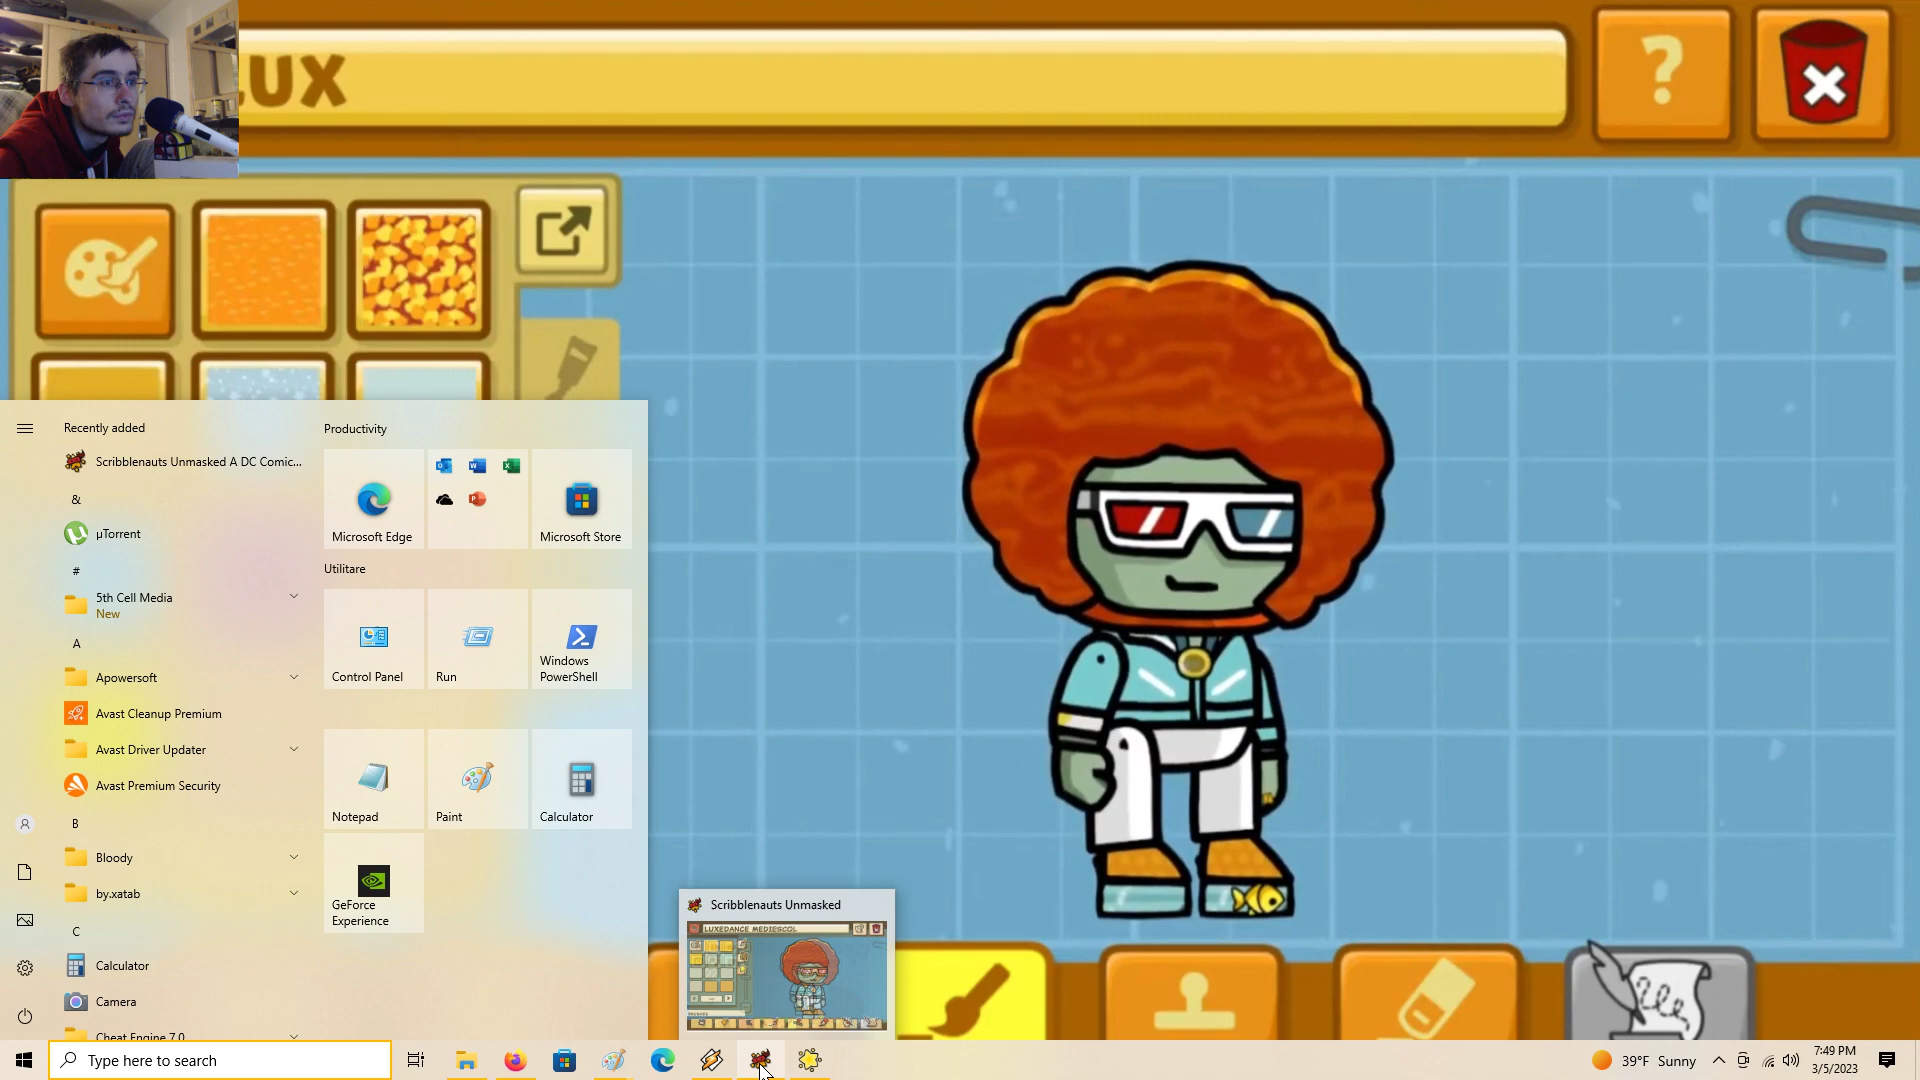 LUX
Recently added
Scribblenauts Unmasked A DC Comic...
&
µTorrent
#
5th Cell Media
New
A
Apowersoft
Avast Cleanup Premium
Avast Driver Updater
Avast Premium Security
B
Bloody
by.xatab
C
Calculator
Camera
Cheat Engine 7.0
Productivity
Microsoft Edge
Microsoft Store
Utilitare
Control Panel
Run
Windows PowerShell
Notepad
Paint
Calculator
GeForce Experience
Scribblenauts Unmasked
LUXEDANCE MEDIESCOL
Type here to search
39°F Sunny
7:49 PM
3/5/2023